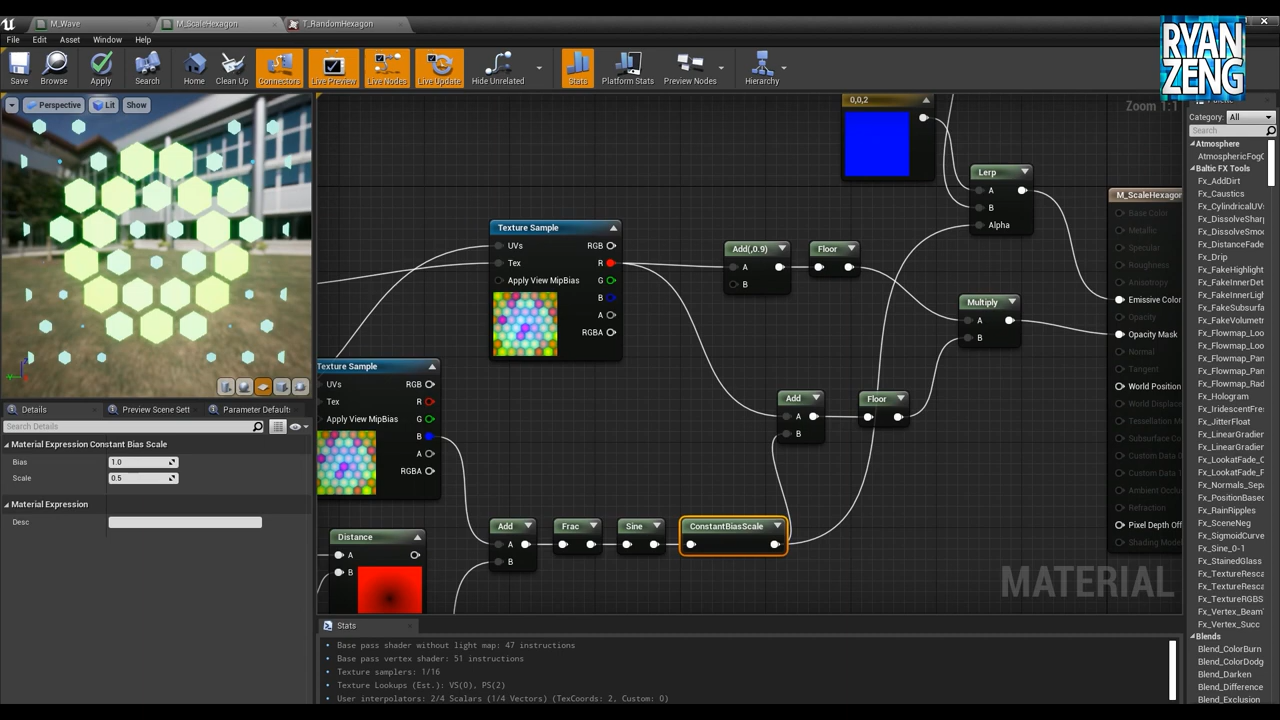 M_Wave
M_ScaleHexagon
T_RandomHexagon
RYAN
ZENG
File
Edit
Asset
Window
Help
Save
Browse
Apply
Search
Home
Clean Up
Connectors
Live Preview
Live Nodes
Live Update
Hide Unrelated
Stats
Platform Stats
Preview Nodes
Hierarchy
Perspective
Lit
Show
Details
Preview Scene Sett
Parameter Default
Search Details
Material Expression Constant Bias Scale
Bias
1.0
Scale
0.5
Material Expression
Desc
Zoom 1:1
0,0,2
Lerp
A
B
Alpha
Texture Sample
UVs
RGB
Tex
R
Apply View MipBias
G
B
A
RGBA
Add(,0.9)
A
B
Floor
Multiply
A
B
Texture Sample
UVs
RGB
Tex
R
Apply View MipBias
G
B
A
RGBA
Add
A
B
Floor
Distance
A
B
Add
A
B
Frac
Sine
ConstantBiasScale
M_ScaleHexagon
Base Color
Metallic
Specular
Roughness
Anisotropy
Emissive Color
Opacity
Opacity Mask
Normal
Tangent
World Position
World Displace
Tessellation Mu
Subsurface Co
Custom Data 0
Custom Data 1
Ambient Occlu
Refraction
Pixel Depth Off
Shading Model
MATERIAL
Stats
Base pass shader without light map: 47 instructions
Base pass vertex shader: 51 instructions
Texture samplers: 1/16
Texture Lookups (Est.): VS(0), PS(2)
User interpolators: 2/4 Scalars (1/4 Vectors) (TexCoords: 2, Custom: 0)
Category:
All
Search
Atmosphere
AtmosphericFogC
Baltic FX Tools
Fx_AddDirt
Fx_Caustics
Fx_CylindricalUV
Fx_DissolveShar
Fx_DissolveSmo
Fx_DistanceFade
Fx_Drip
Fx_FakeHighlight
Fx_FakeInnerDet
Fx_FakeInnerLigh
Fx_FakeSubsurfa
Fx_FakeVolumetr
Fx_Flowmap_Loo
Fx_Flowmap_Loo
Fx_Flowmap_Pan
Fx_Flowmap_Pan
Fx_Flowmap_Rad
Fx_Hologram
Fx_IridescentFre
Fx_JitterFloat
Fx_LinearGradier
Fx_LinearGradier
Fx_LookatFade_C
Fx_LookatFade_P
Fx_Normals_Sepa
Fx_PositionBased
Fx_RainRipples
Fx_SceneNeg
Fx_SigmoidCurve
Fx_Sine_0-1
Fx_StainedGlass
Fx_TextureResca
Fx_TextureResca
Fx_TextureRGBS
Fx_Vertex_Beam
Fx_Vertex_Succ
Blends
Blend_ColorBurn
Blend_ColorDodg
Blend_Darken
Blend_Difference
Blend_Exclusion